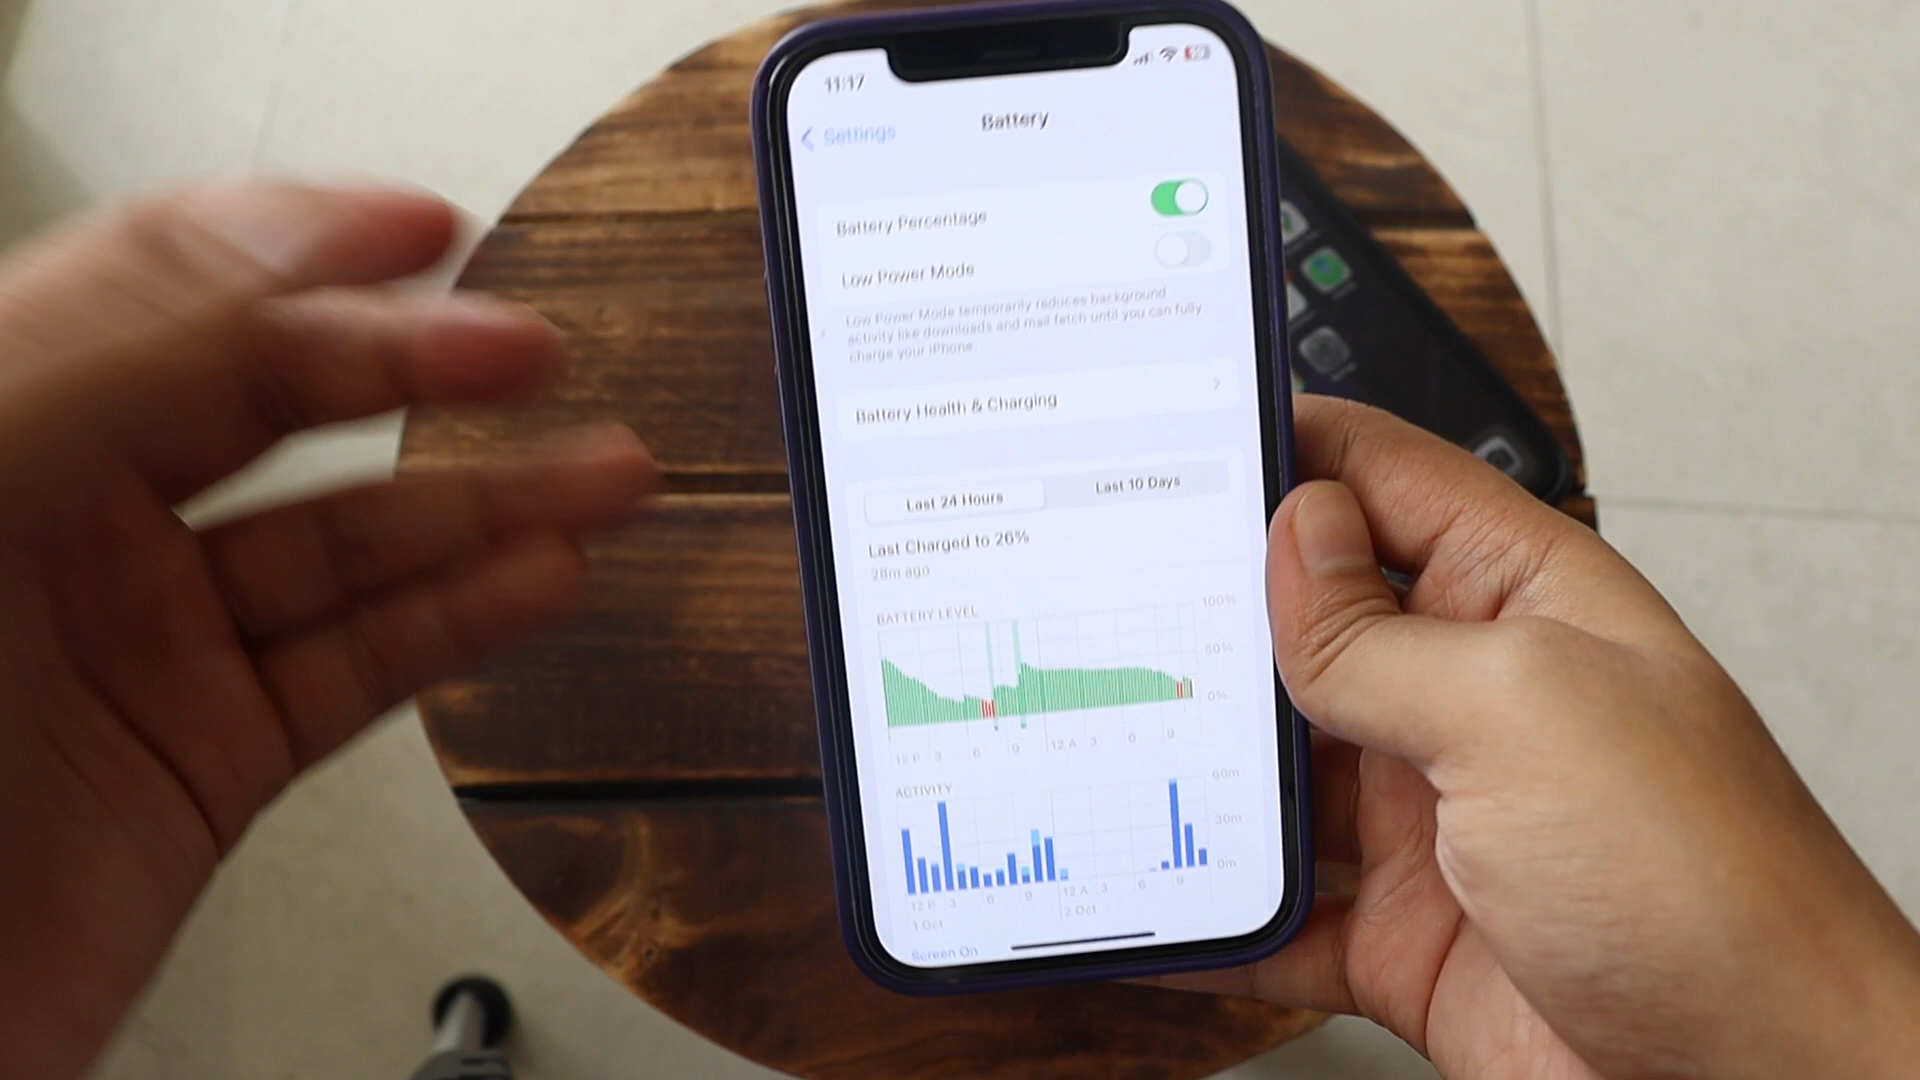 11:17
Settings
Battery
Battery Percentage
Low Power Mode
Low Power Mode temporarily reduces background
activity like downloads and mail fetch until you can fully
charge your iPhone.
Battery Health & Charging
Last 24 Hours
Last 10 Days
Last Charged to 26%
28m ago
BATTERY LEVEL
100%
50%
0%
12 P 3 6 9 12 A 3 6 9
ACTIVITY
60m
30m
0m
12 P 3 6 9 12 A 3 6 9
1 Oct 2 Oct
Screen On